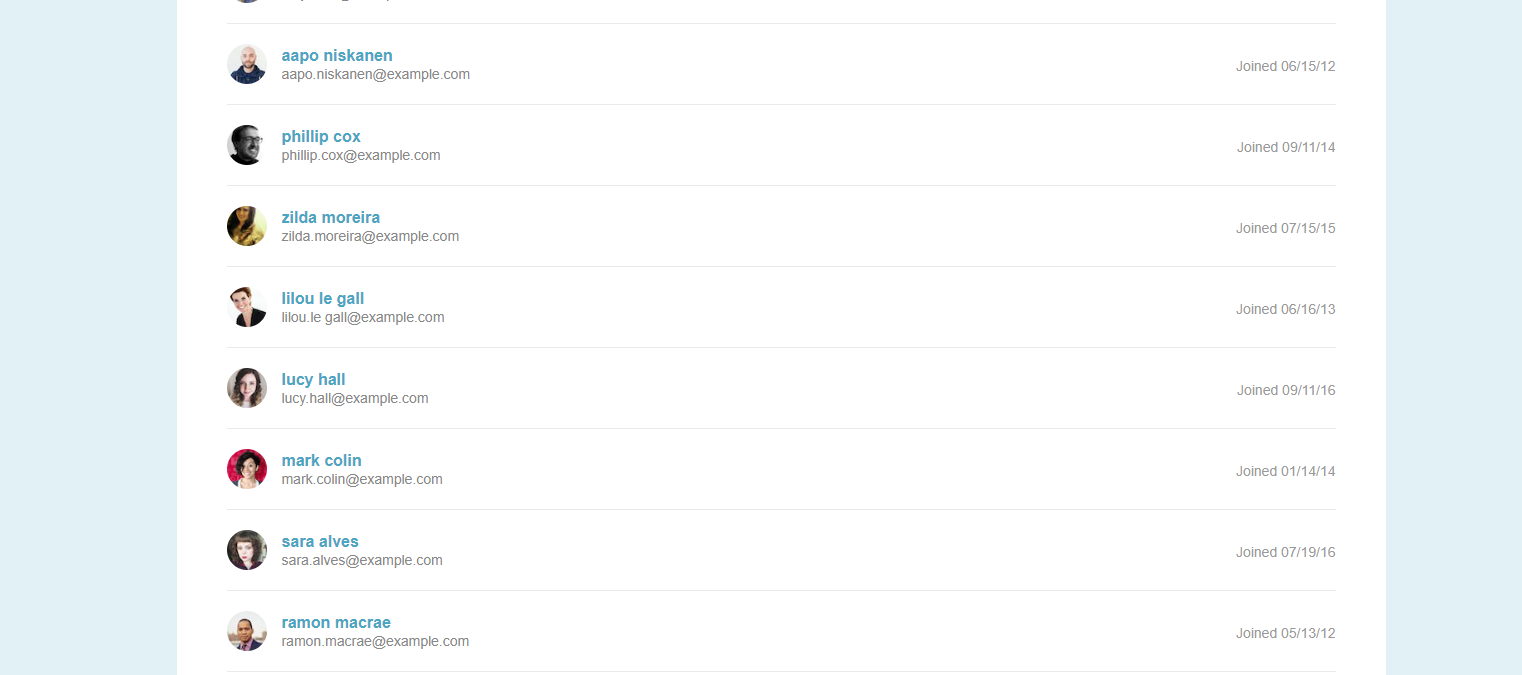 aapo niskanen
aapo.niskanen@example.com
Joined 06/15/12
phillip cox
phillip.cox@example.com
Joined 09/11/14
zilda moreira
zilda.moreira@example.com
Joined 07/15/15
lilou le gall
lilou.le gall@example.com
Joined 06/16/13
lucy hall
lucy.hall@example.com
Joined 09/11/16
mark colin
mark.colin@example.com
Joined 01/14/14
sara alves
sara.alves@example.com
Joined 07/19/16
ramon macrae
ramon.macrae@example.com
Joined 05/13/12